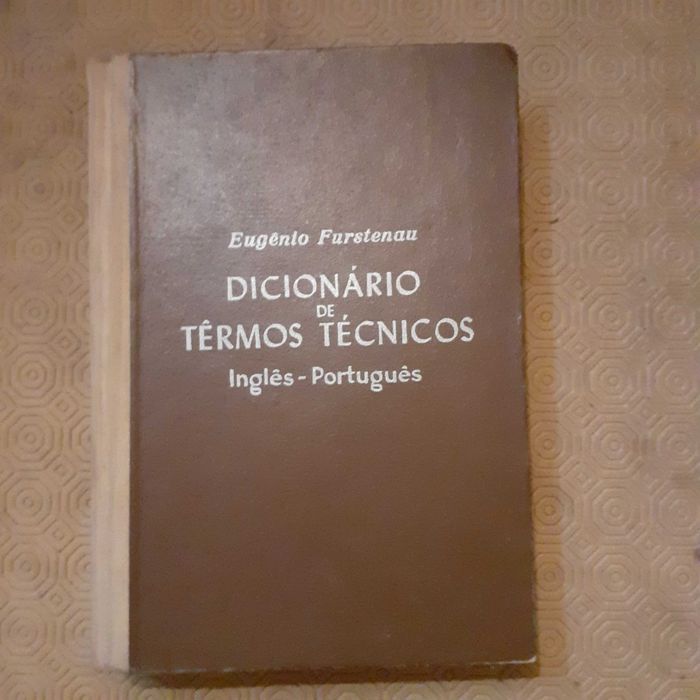 Eugênio Furstenau
DICIONÁRIO
DE
TÊRMOS TÉCNICOS
Inglês - Português